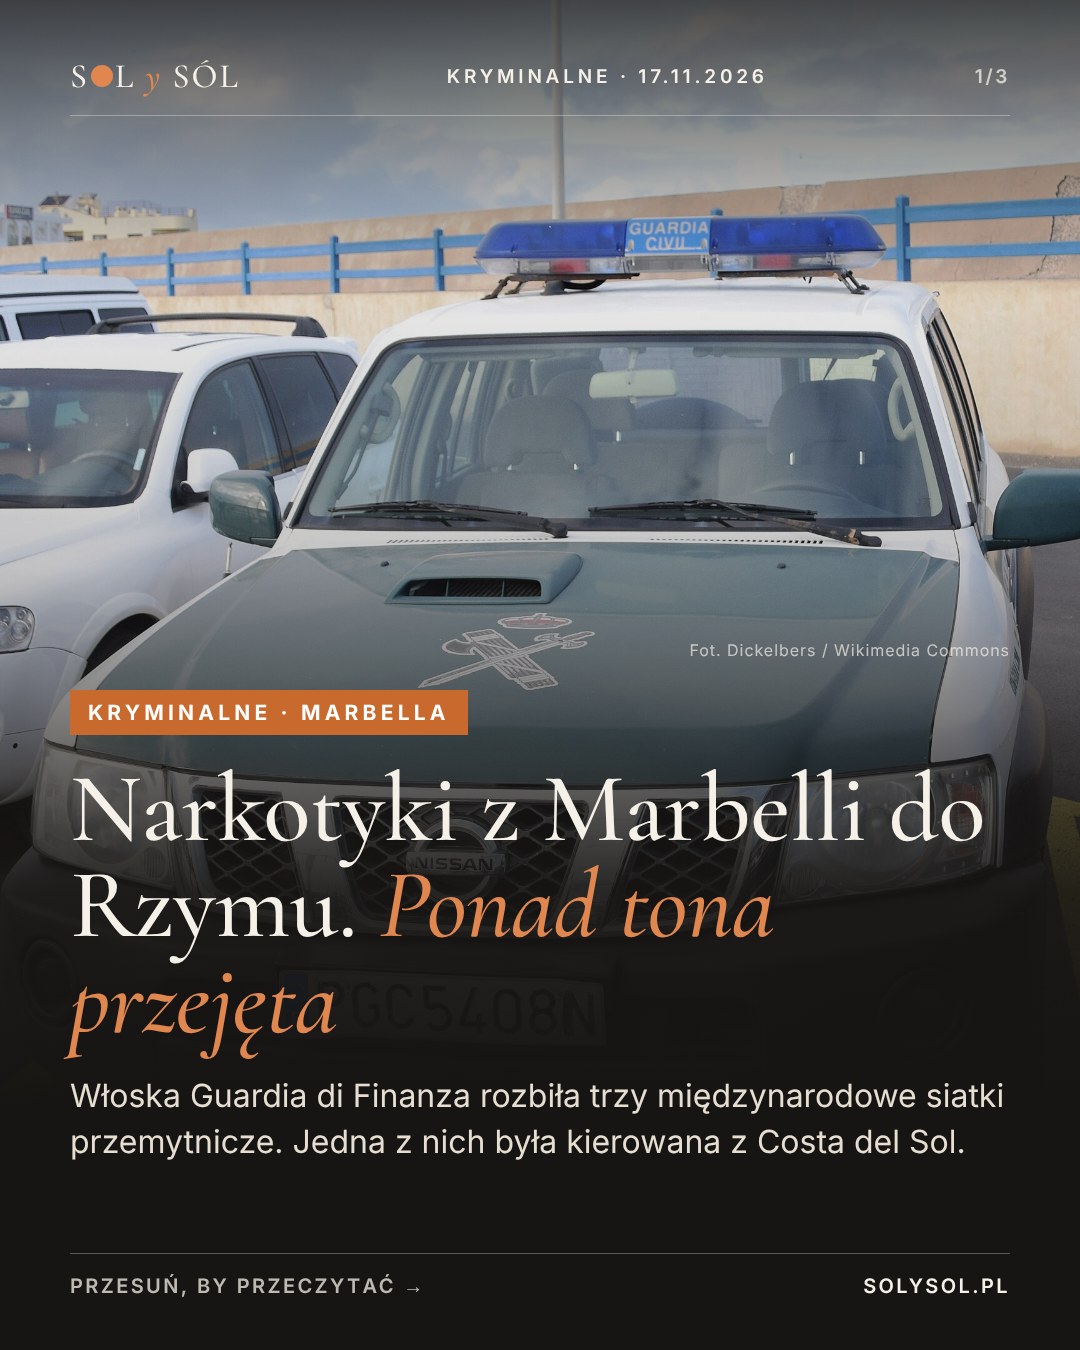 SOL y SÓL
KRYMINALNE · 17.11.2026
1/3
GUARDIA
CIVIL
Fot. Dickelbers / Wikimedia Commons
KRYMINALNE · MARBELLA
Narkotyki z Marbelli do
Rzymu. Ponad tona
przejęta
NISSAN
PGC5408N
Włoska Guardia di Finanza rozbiła trzy międzynarodowe siatki
przemytnicze. Jedna z nich była kierowana z Costa del Sol.
PRZESUŃ, BY PRZECZYTAĆ →
SOLYSOL.PL